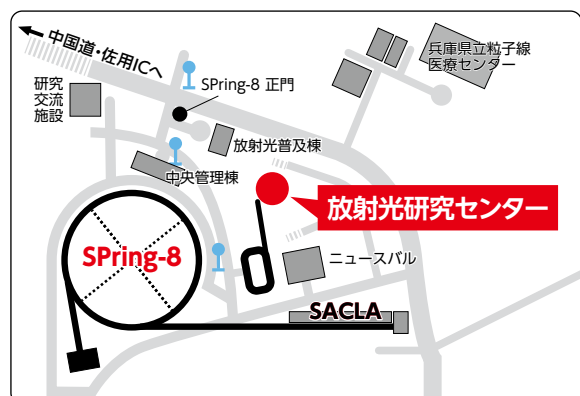 中国道・佐用ICへ
兵庫県立粒子線
医療センター
SPring-8 正門
研究
交流
施設
放射光普及棟
中央管理棟
放射光研究センター
SPring-8
ニュースバル
SACLA